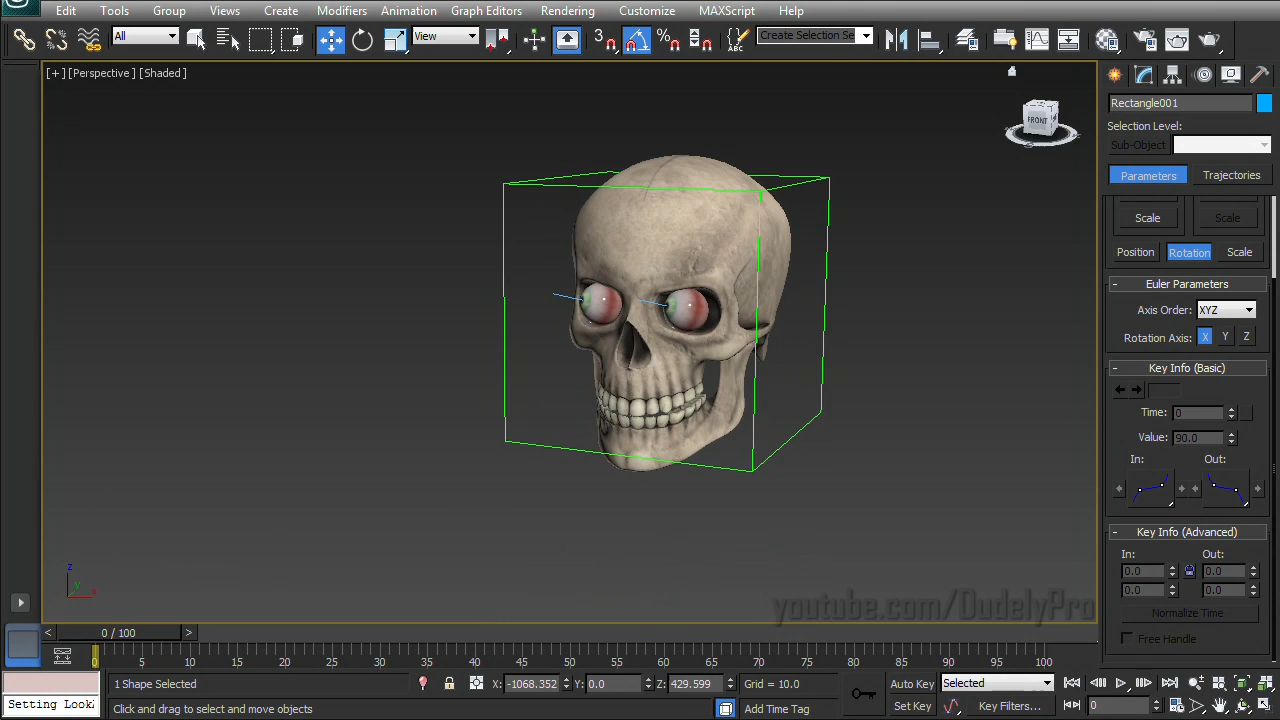 Edit Tools Group Views Create Modifiers Animation Graph Editors Rendering Dudelypro Customize MAXScript Help
All View 3 % ABC Create Selection Se
[+] [Perspective] [Shaded]
FRONT
Rectangle001
Selection Level:
Sub-Object
Parameters Trajectories
Scale Scale
Position Rotation Scale
- Euler Parameters
Axis Order: XYZ
Rotation Axis: X Y Z
- Key Info (Basic)
Time: 0
Value: 90.0
In: Out:
- Key Info (Advanced)
In: Out:
0.0 0.0
0.0 0.0
Normalize Time
Free Handle
z
y
x
youtube.com/DudelyPro
< 0 / 100 >
0 5 10 15 20 25 30 35 40 45 50 55 60 65 70 75 80 85 90 95 100
1 Shape Selected X: -1068.352 Y: 0.0 Z: 429.599 Grid = 10.0 Auto Key Selected
Setting LookA Click and drag to select and move objects Add Time Tag Set Key Key Filters... 0